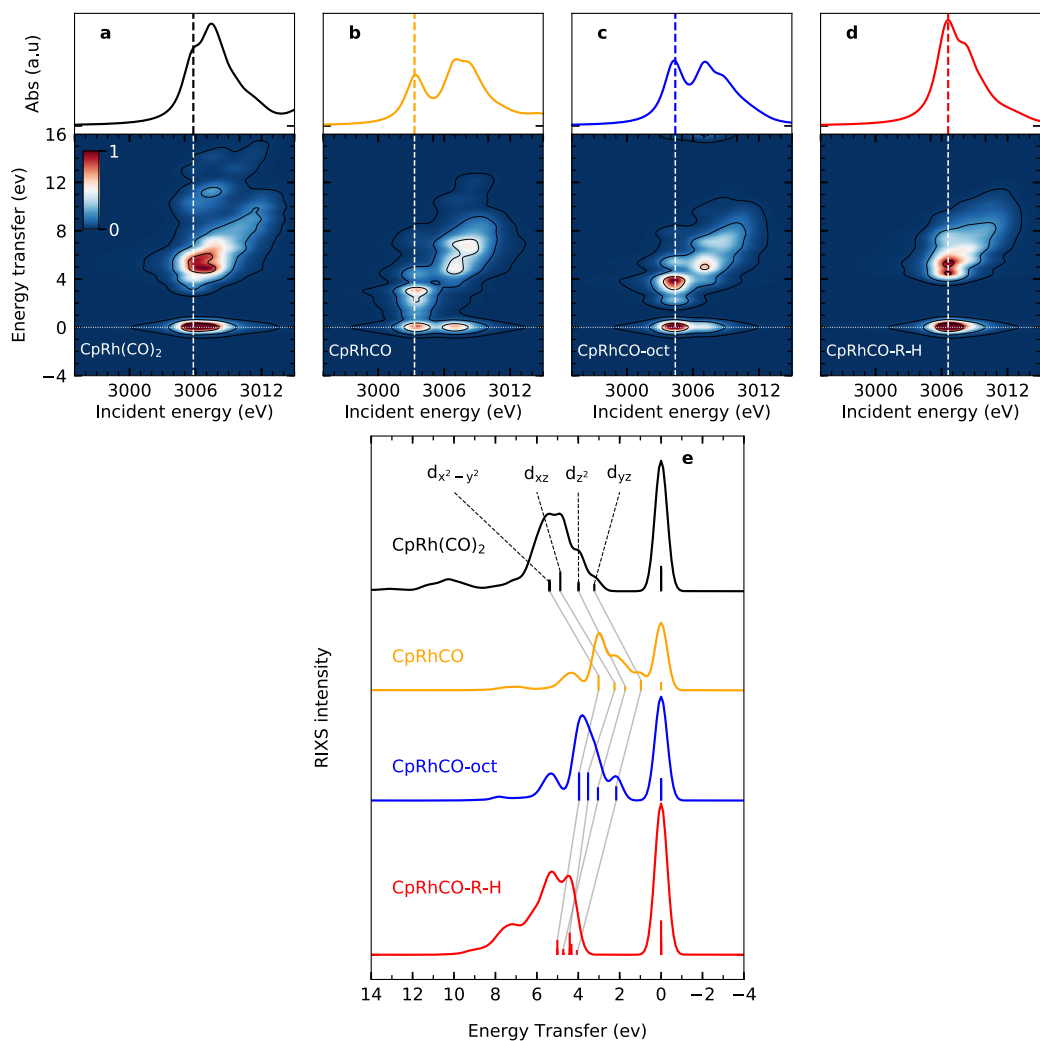 a b c d
Abs (a.u)
16
12
8
4
0
−4
Energy transfer (ev)
1
0
CpRh(CO)2 CpRhCO CpRhCO-oct CpRhCO-R-H
3000 3006 3012 3000 3006 3012 3000 3006 3012 3000 3006 3012
Incident energy (eV) Incident energy (eV) Incident energy (eV) Incident energy (eV)
e
dx² − y² dxz dz² dyz
CpRh(CO)2
CpRhCO
CpRhCO-oct
CpRhCO-R-H
RIXS intensity
14 12 10 8 6 4 2 0 −2 −4
Energy Transfer (ev)